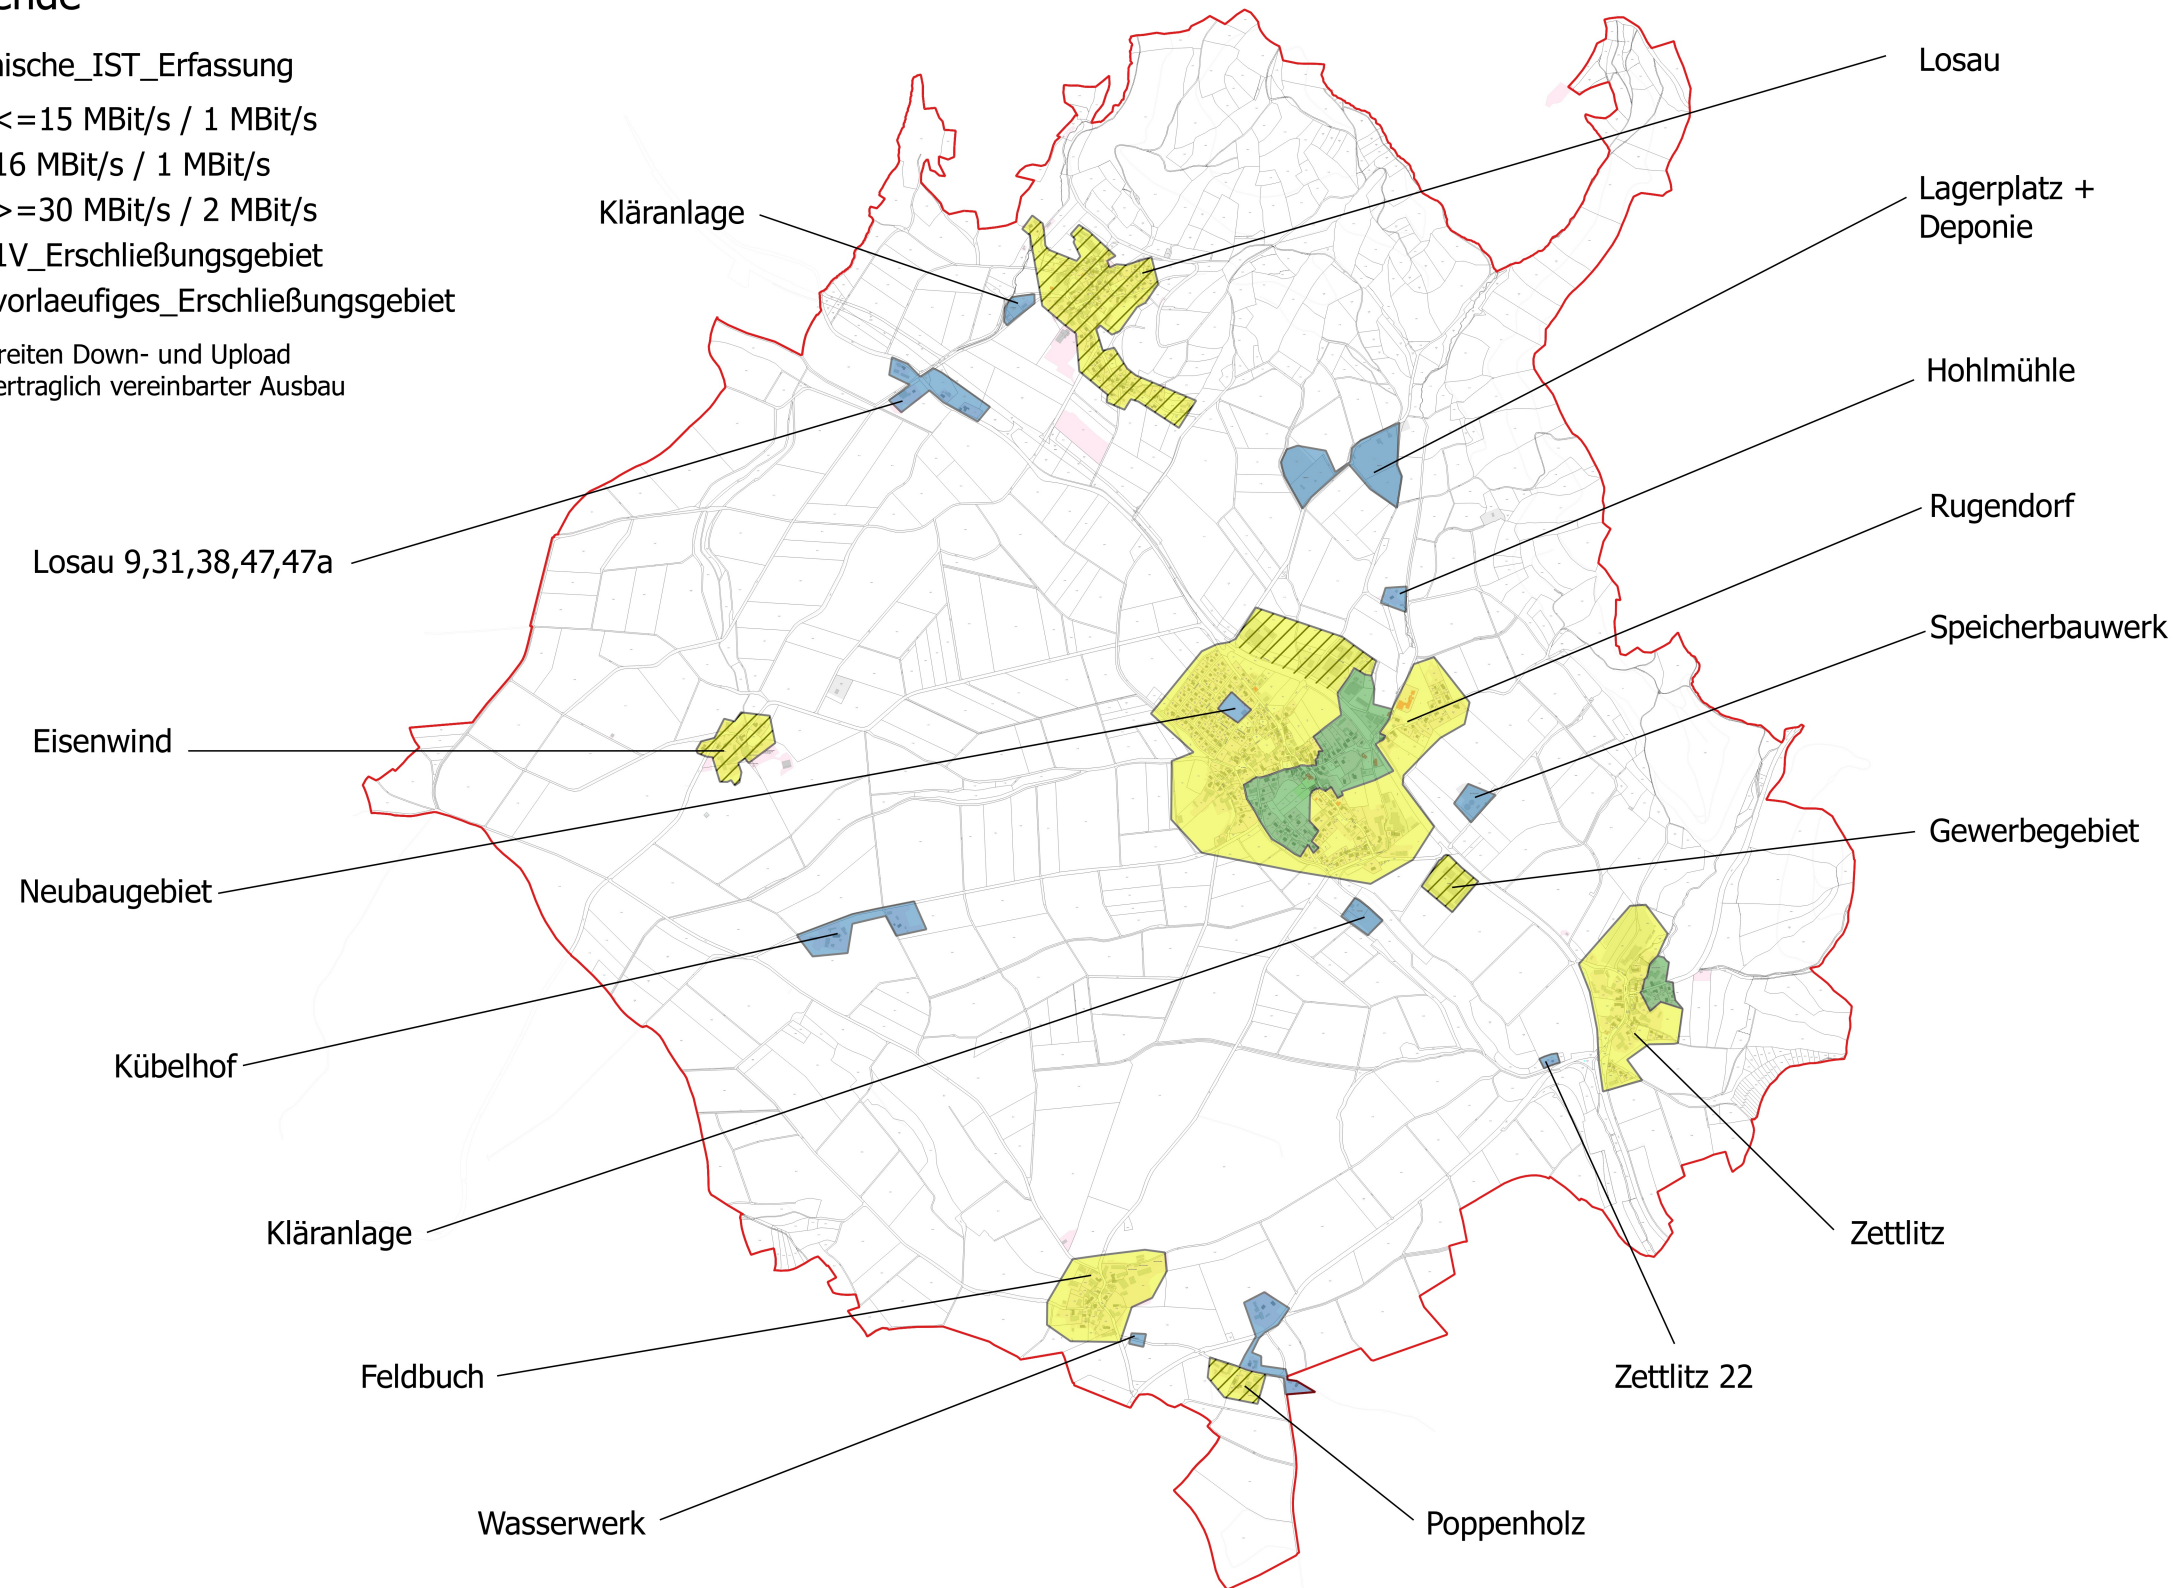 ende
nische_IST_Erfassung
<=15 MBit/s / 1 MBit/s
16 MBit/s / 1 MBit/s
>=30 MBit/s / 2 MBit/s
1V_Erschließungsgebiet
vorlaeufiges_Erschließungsgebiet
reiten Down- und Upload
ertraglich vereinbarter Ausbau
Losau
Lagerplatz +
Deponie
Kläranlage
Hohlmühle
Rugendorf
Losau 9,31,38,47,47a
Speicherbauwerk
Eisenwind
Gewerbegebiet
Neubaugebiet
Kübelhof
Kläranlage
Zettlitz
Feldbuch
Zettlitz 22
Wasserwerk
Poppenholz